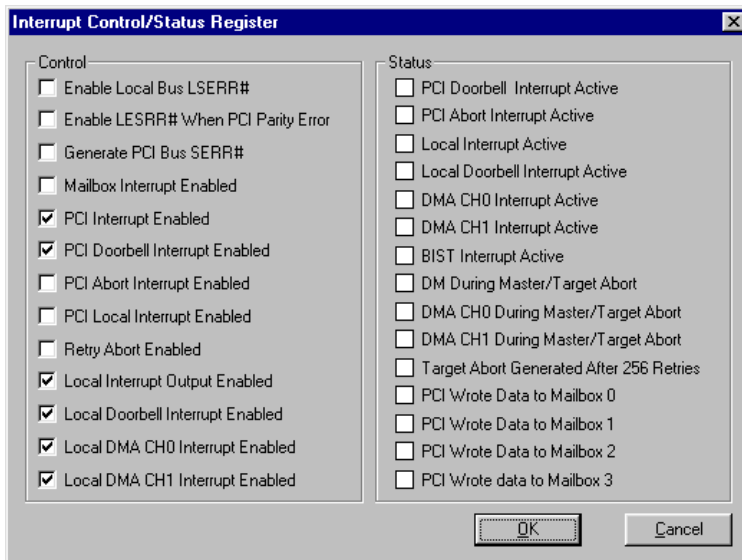 Interrupt Control/Status Register
Control
Enable Local Bus LSERR#
Enable LESRR# When PCI Parity Error
Generate PCI Bus SERR#
Mailbox Interrupt Enabled
PCI Interrupt Enabled
PCI Doorbell Interrupt Enabled
PCI Abort Interrupt Enabled
PCI Local Interrupt Enabled
Retry Abort Enabled
Local Interrupt Output Enabled
Local Doorbell Interrupt Enabled
Local DMA CH0 Interrupt Enabled
Local DMA CH1 Interrupt Enabled
Status
PCI Doorbell  Interrupt Active
PCI Abort Interrupt Active
Local Interrupt Active
Local Doorbell Interrupt Active
DMA CH0 Interrupt Active
DMA CH1 Interrupt Active
BIST Interrupt Active
DM During Master/Target Abort
DMA CH0 During Master/Target Abort
DMA CH1 During Master/Target Abort
Target Abort Generated After 256 Retries
PCI Wrote Data to Mailbox 0
PCI Wrote Data to Mailbox 1
PCI Wrote Data to Mailbox 2
PCI Wrote data to Mailbox 3
OK
Cancel